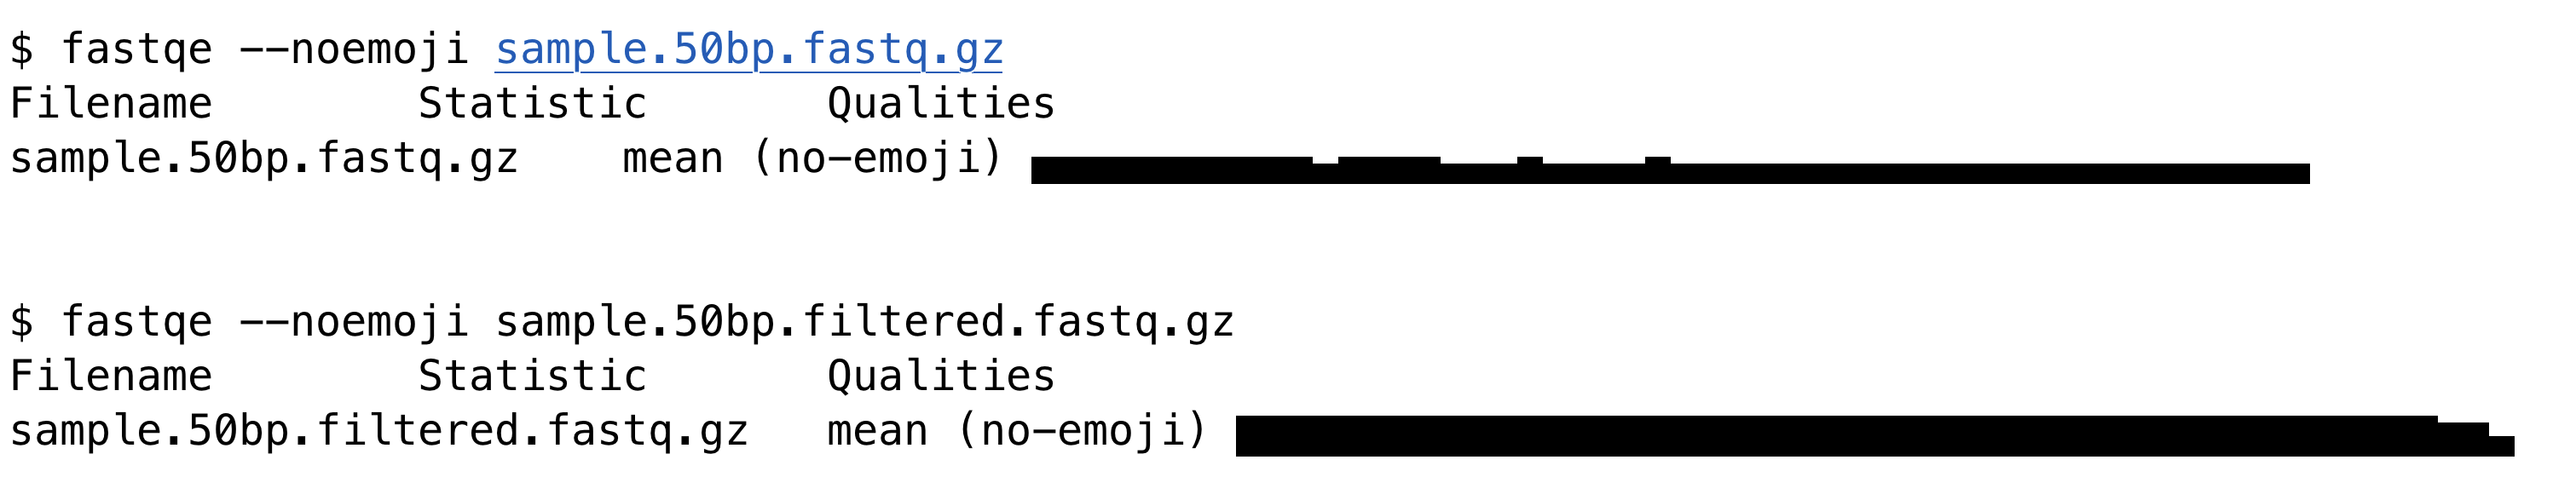 $ fastqe --noemoji sample.50bp.fastq.gz
Filename Statistic Qualities
sample.50bp.fastq.gz mean (no-emoji)
$ fastqe --noemoji sample.50bp.filtered.fastq.gz
Filename Statistic Qualities
sample.50bp.filtered.fastq.gz mean (no-emoji)